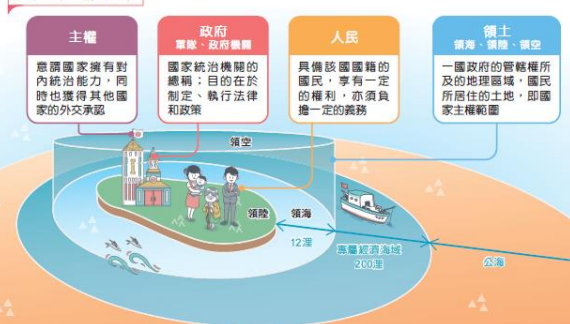 主權
意謂國家擁有對
內統治能力，同
時也獲得其他國
家的外交承認
政府
軍隊、政府機關
國家統治機關的
總稱；目的在於
制定、執行法律
和政策
人民
具備該國國籍的
國民，享有一定
的權利，亦須負
擔一定的義務
領土
領海、領陸、領空
一國政府的管轄權所
及的地理區域，國民
所居住的土地，即國
家主權範圍
領空
領陸
領海
12浬
專屬經濟海域
200浬
公海